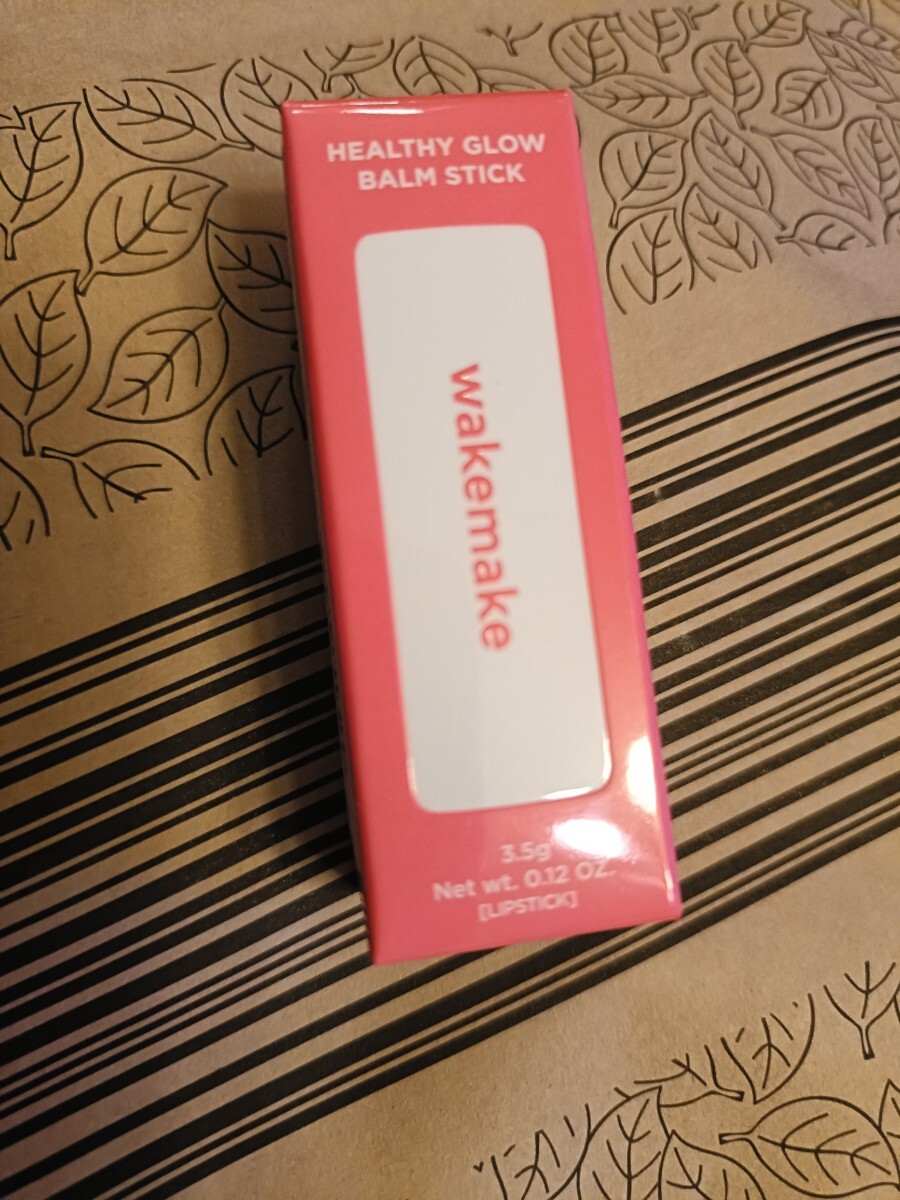 HEALTHY GLOW
BALM STICK
wakemake
3.5g
Net wt. 0.12 OZ.
[LIPSTICK]